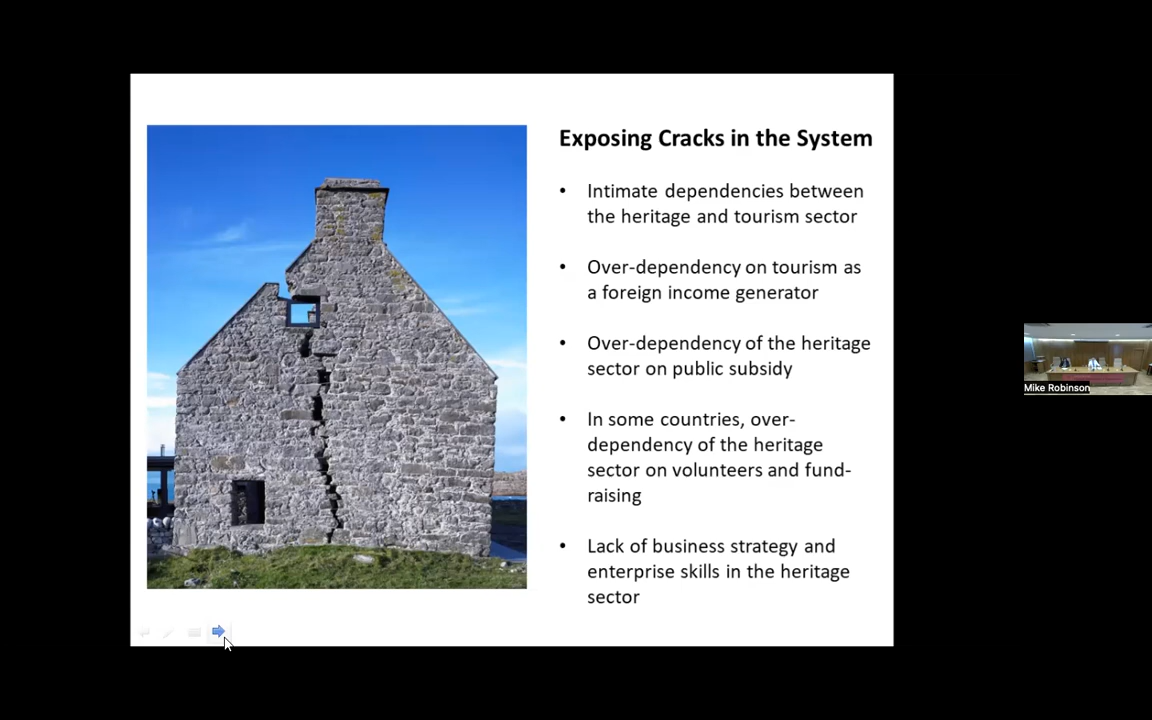 Exposing Cracks in the System
• Intimate dependencies between
the heritage and tourism sector
• Over-dependency on tourism as
a foreign income generator
• Over-dependency of the heritage
sector on public subsidy
• In some countries, over-
dependency of the heritage
sector on volunteers and fund-
raising
• Lack of business strategy and
enterprise skills in the heritage
sector
Mike Robinson